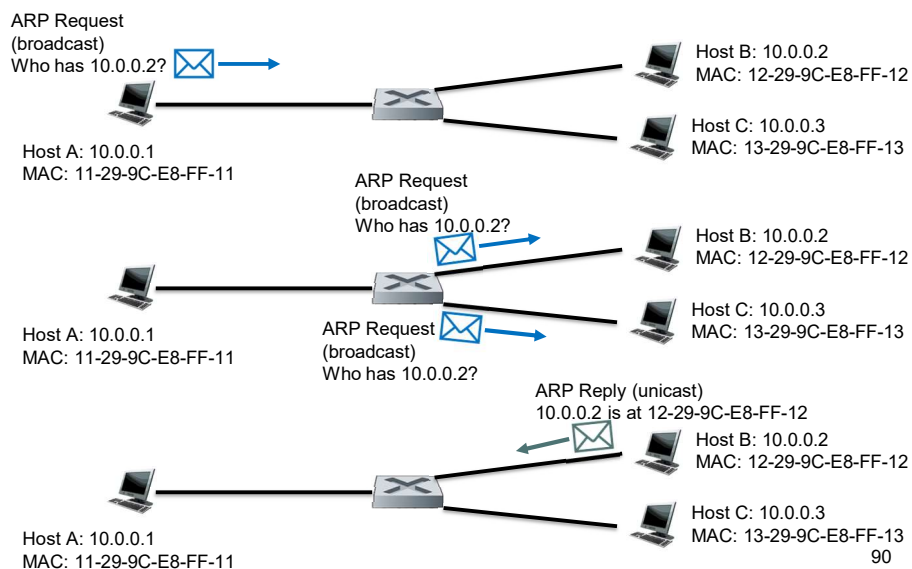 ARP Request
(broadcast)
Who has 10.0.0.2?
Host A: 10.0.0.1
MAC: 11-29-9C-E8-FF-11
Host B: 10.0.0.2
MAC: 12-29-9C-E8-FF-12
Host C: 10.0.0.3
MAC: 13-29-9C-E8-FF-13
ARP Request
(broadcast)
Who has 10.0.0.2?
Host A: 10.0.0.1
MAC: 11-29-9C-E8-FF-11
ARP Request
(broadcast)
Who has 10.0.0.2?
Host B: 10.0.0.2
MAC: 12-29-9C-E8-FF-12
Host C: 10.0.0.3
MAC: 13-29-9C-E8-FF-13
ARP Reply (unicast)
10.0.0.2 is at 12-29-9C-E8-FF-12
Host A: 10.0.0.1
MAC: 11-29-9C-E8-FF-11
Host B: 10.0.0.2
MAC: 12-29-9C-E8-FF-12
Host C: 10.0.0.3
MAC: 13-29-9C-E8-FF-13
90